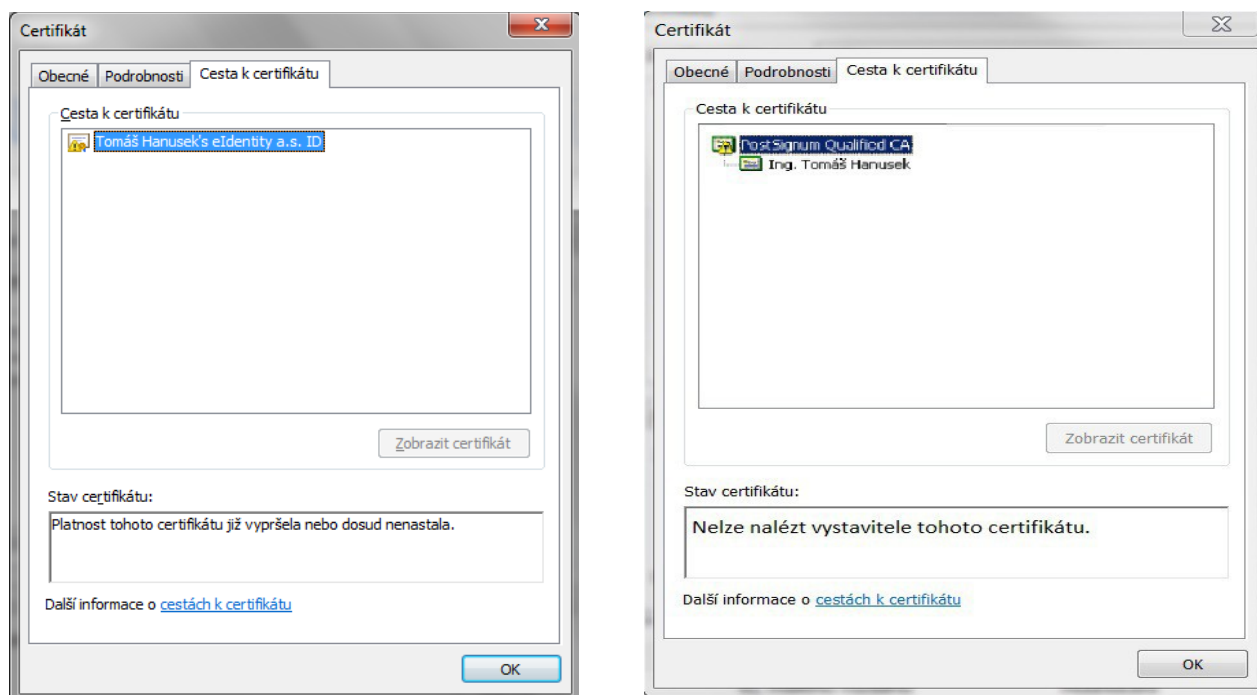 Certifikát
Obecné Podrobnosti Cesta k certifikátu
Cesta k certifikátu
Tomáš Hanusek's eIdentity a.s. ID
Zobrazit certifikát
Stav certifikátu:
Platnost tohoto certifikátu již vypršela nebo dosud nenastala.
Další informace o cestách k certifikátu
OK
Certifikát
Obecné Podrobnosti Cesta k certifikátu
Cesta k certifikátu
PostSignum Qualified CA
Ing. Tomáš Hanusek
Zobrazit certifikát
Stav certifikátu:
Nelze nalézt vystavitele tohoto certifikátu.
Další informace o cestách k certifikátu
OK